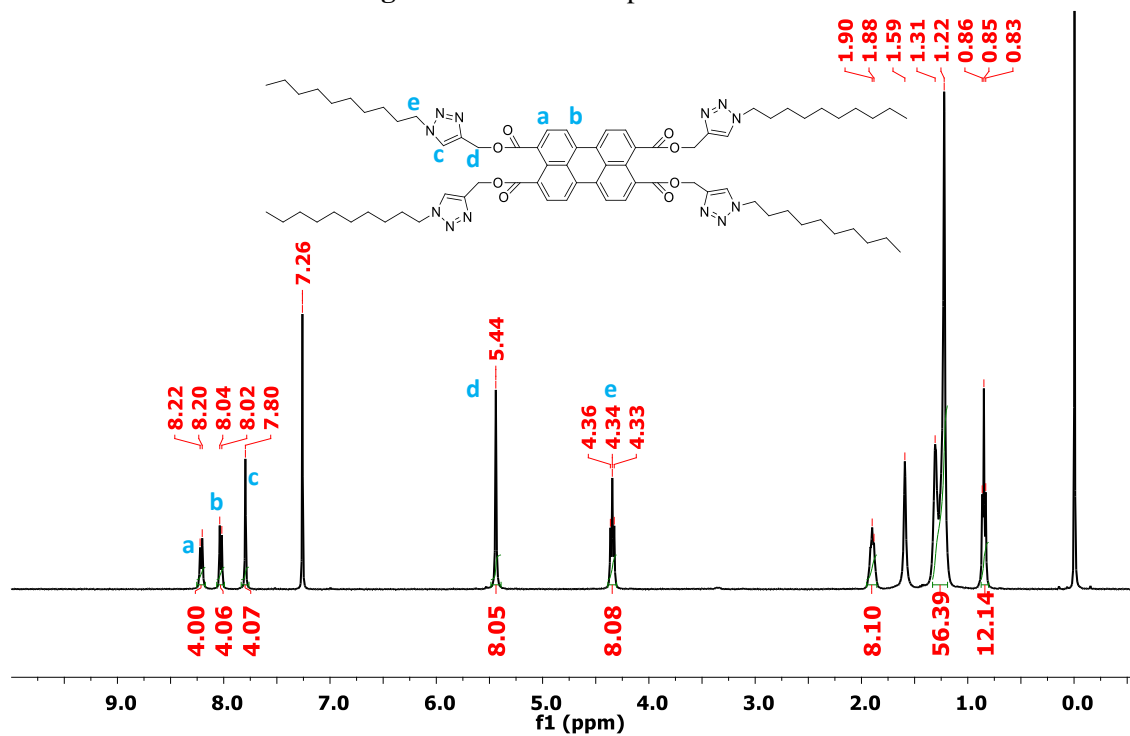 1.90 1.88 1.59 1.31 1.22 0.86 0.85 0.83
e N N N a b N N N
N O O O O N
c d
N O O O O N
N N N N
7.26
d 5.44 e
8.22 8.20 8.04 8.02 7.80 4.36 4.34 4.33
c
b
a
4.00 4.06 4.07 8.05 8.08 8.10 56.39 12.14
9.0 8.0 7.0 6.0 5.0 4.0 3.0 2.0 1.0 0.0
f1 (ppm)